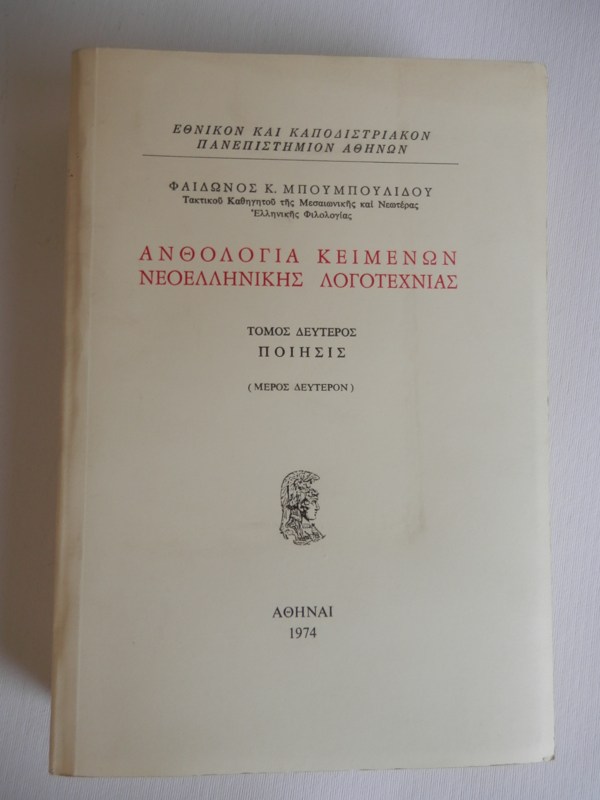 ΕΘΝΙΚΟΝ ΚΑΙ ΚΑΠΟΔΙΣΤΡΙΑΚΟΝ
ΠΑΝΕΠΙΣΤΗΜΙΟΝ ΑΘΗΝΩΝ
ΦΑΙΔΩΝΟΣ Κ. ΜΠΟΥΜΠΟΥΛΙΔΟΥ
Τακτικοῦ Καθηγητοῦ τῆς Μεσαιωνικῆς καὶ Νεωτέρας
Ἑλληνικῆς Φιλολογίας
ΑΝΘΟΛΟΓΙΑ ΚΕΙΜΕΝΩΝ
ΝΕΟΕΛΛΗΝΙΚΗΣ ΛΟΓΟΤΕΧΝΙΑΣ
ΤΟΜΟΣ ΔΕΥΤΕΡΟΣ
ΠΟΙΗΣΙΣ
(ΜΕΡΟΣ ΔΕΥΤΕΡΟΝ)
ΑΘΗΝΑΙ
1974